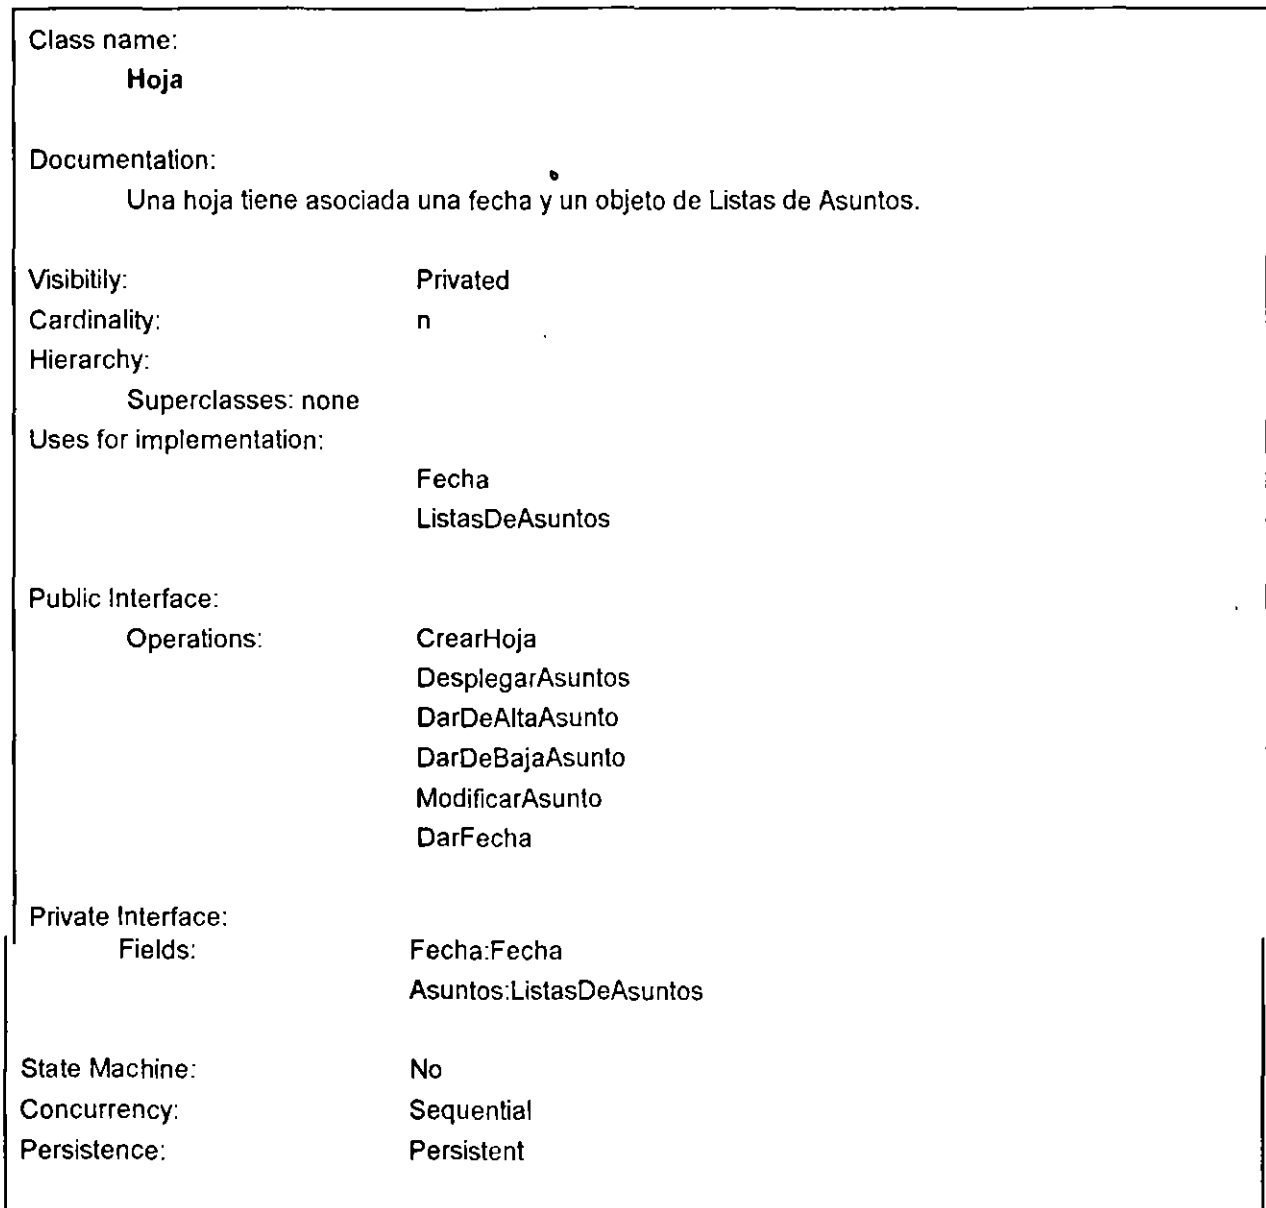 Class name:
Hoja
Documentation:
Una hoja tiene asociada una fecha y un objeto de Listas de Asuntos.
Visibitily: Privated
Cardinality: n
Hierarchy:
Superclasses: none
Uses for implementation:
Fecha
ListasDeAsuntos
Public Interface:
Operations: CrearHoja
DesplegarAsuntos
DarDeAltaAsunto
DarDeBajaAsunto
ModificarAsunto
DarFecha
Private Interface:
Fields: Fecha:Fecha
Asuntos:ListasDeAsuntos
State Machine: No
Concurrency: Sequential
Persistence: Persistent